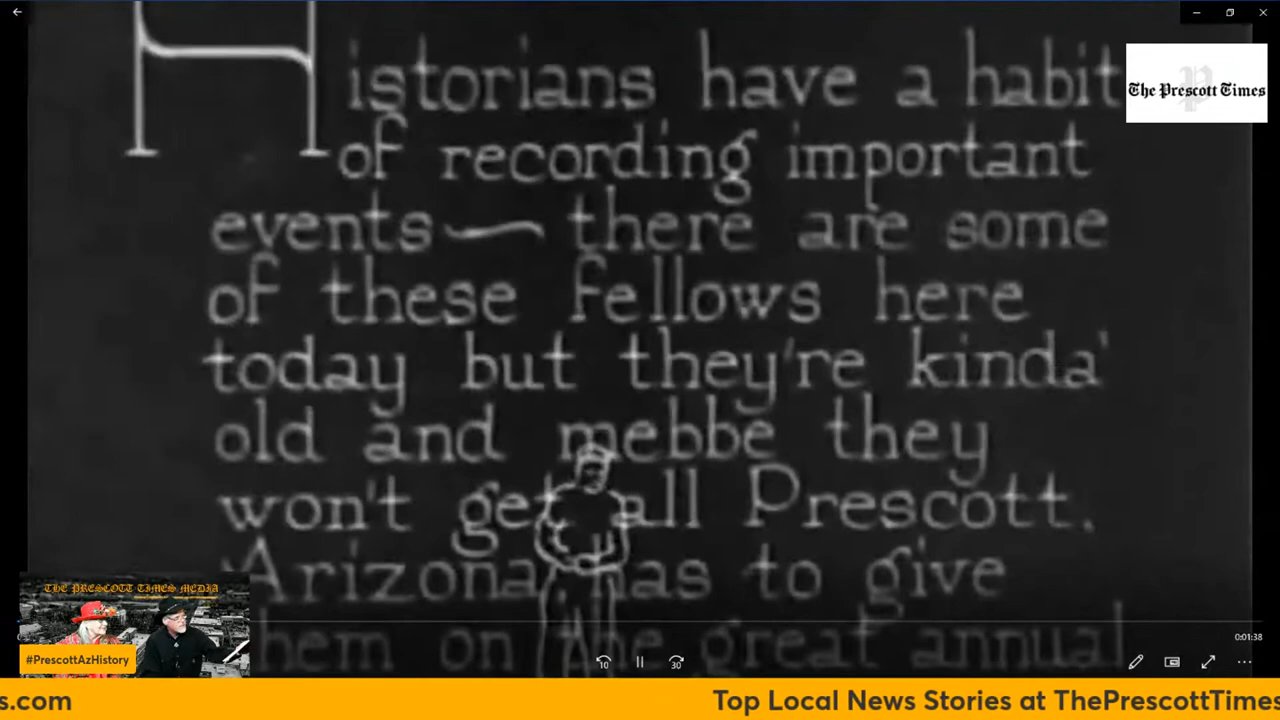 Historians have a habit
of recording important
events — there are some
of these fellows here
today but they're kinda'
old and mebbe they
won't get all Prescott,
Arizona has to give
them on the great annual
The Prescott Times
THE PRESCOTT TIMES MEDIA
#PrescottAzHistory
0:01:38
10
30
s.com
Top Local News Stories at ThePrescottTimes